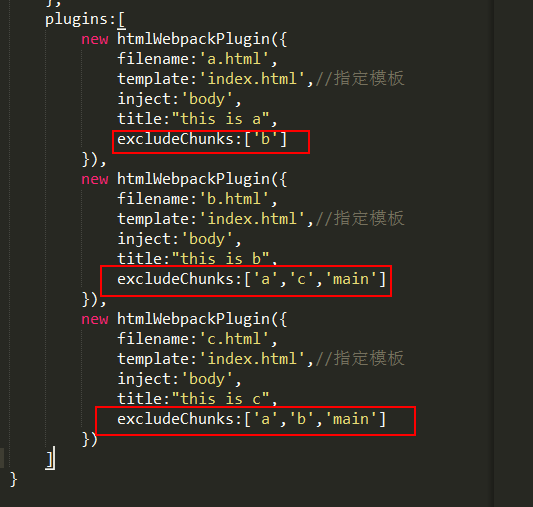 },
plugins:[
new htmlWebpackPlugin({
filename:'a.html',
template:'index.html',//指定模板
inject:'body',
title:"this is a",
excludeChunks:['b']
}),
new htmlWebpackPlugin({
filename:'b.html',
template:'index.html',//指定模板
inject:'body',
title:"this is b",
excludeChunks:['a','c','main']
}),
new htmlWebpackPlugin({
filename:'c.html',
template:'index.html',//指定模板
inject:'body',
title:"this is c",
excludeChunks:['a','b','main']
})
]
}